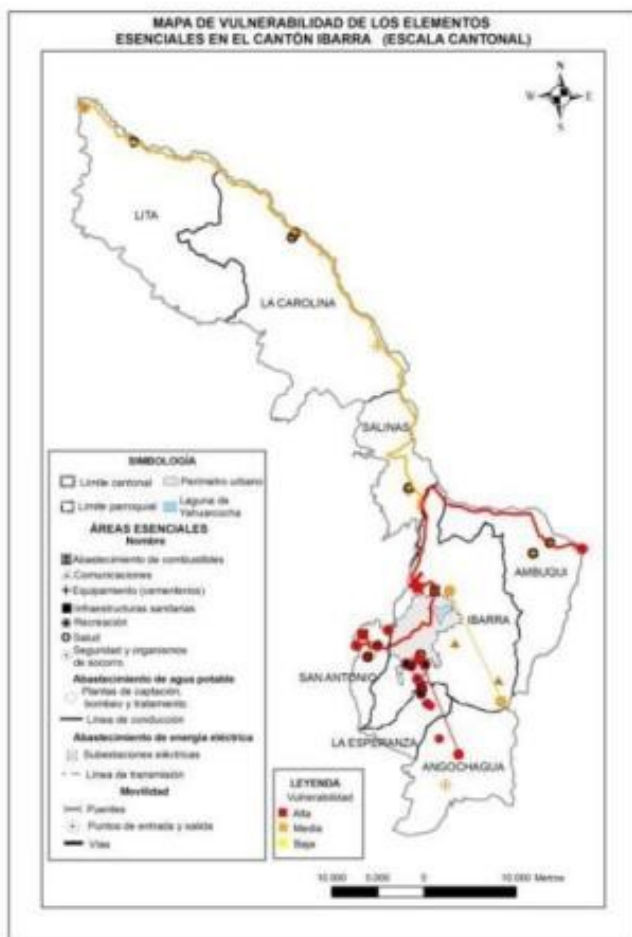 MAPA DE VULNERABILIDAD DE LOS ELEMENTOS
ESENCIALES EN EL CANTÓN IBARRA (ESCALA CANTONAL)
N
W E
S
LITA
LA CAROLINA
SALINAS
AMBUQUI
IBARRA
SAN ANTONIO
LA ESPERANZA
ANGOCHAGUA
SIMBOLOGÍA
Límite cantonal
Perímetro urbano
Límite parroquial
Laguna de
Yahuarcocha
ÁREAS ESENCIALES
Nombre
Abastecimiento de combustibles
Comunicaciones
Equipamiento (cementerios)
Infraestructuras sanitarias
Recreación
Salud
Seguridad y organismos
de socorro
Abastecimiento de agua potable
Plantas de captación,
bombeo y tratamiento
Línea de conducción
Abastecimiento de energía eléctrica
Subestaciones eléctricas
Línea de transmisión
Movilidad
Puentes
Puntos de entrada y salida
Vías
LEYENDA
Vulnerabilidad
Alta
Media
Baja
10.000 5.000 0 10.000 Metros